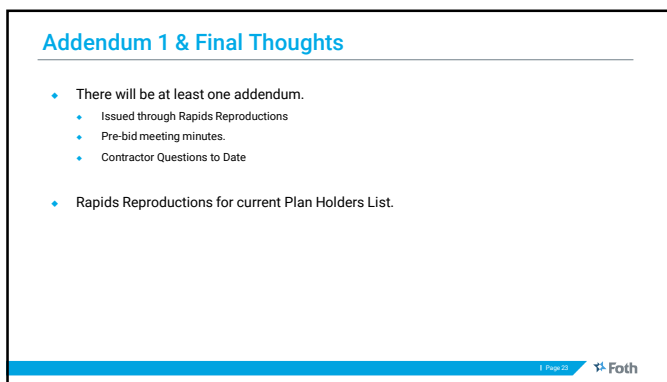 Addendum 1 & Final Thoughts
There will be at least one addendum.
Issued through Rapids Reproductions
Pre-bid meeting minutes.
Contractor Questions to Date
Rapids Reproductions for current Plan Holders List.
| Page 23
Foth